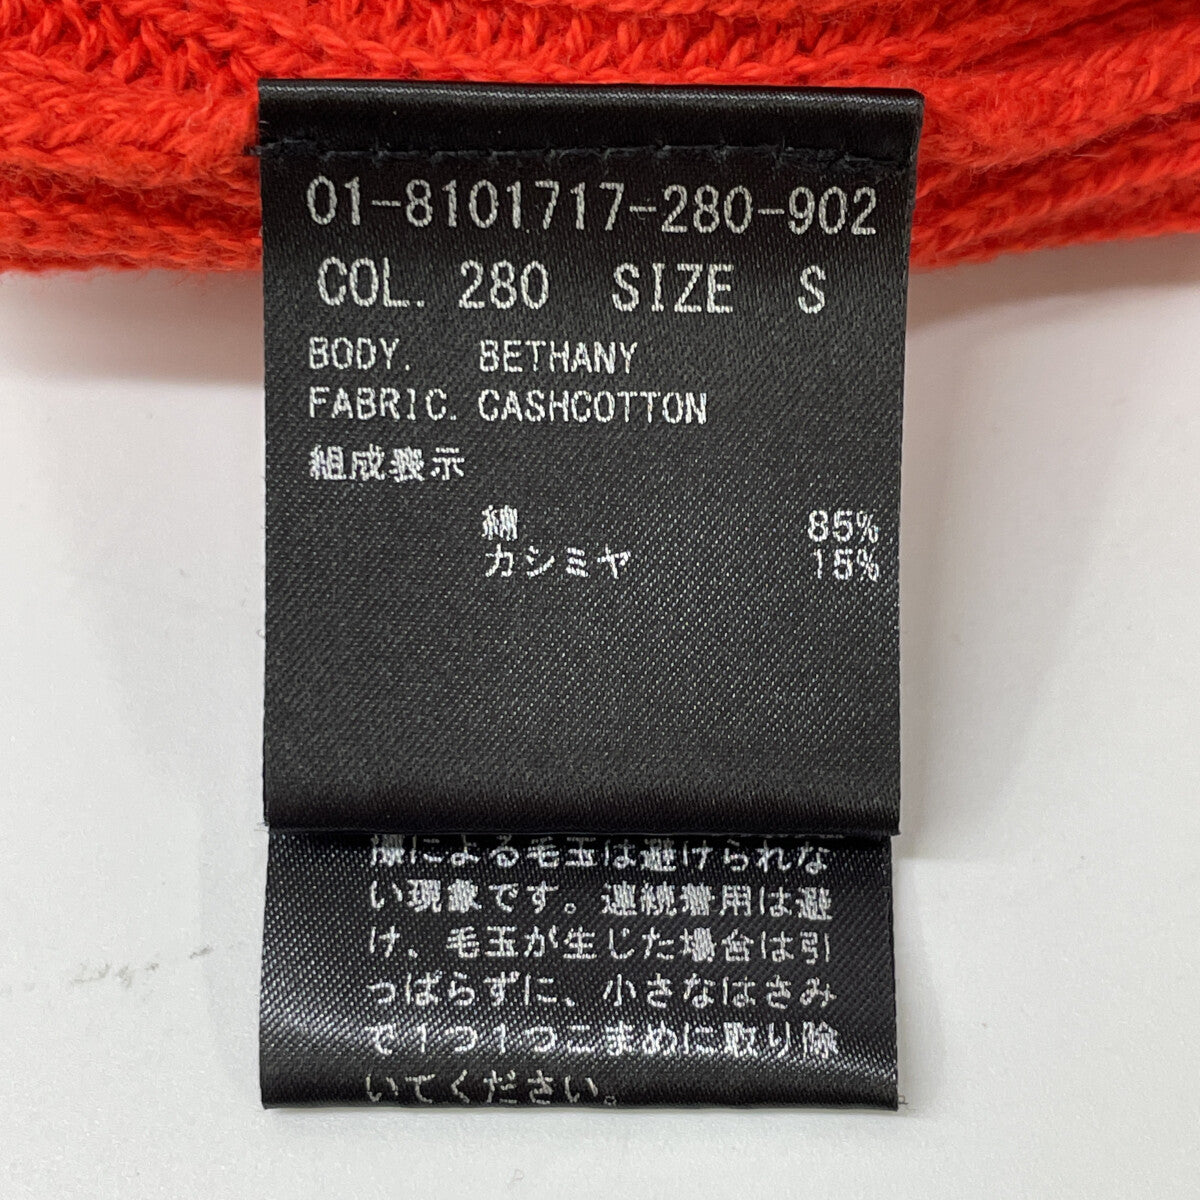 01-8101717-280-902
COL. 280 SIZE S
BODY. BETHANY
FABRIC. CASHCOTTON
組成表示
綿 85%
カシミヤ 15%
による毛玉は避けられな
い現象です。連続着用は避
け、毛玉が生じた場合は引
っぱらずに、小さなはさみ
で1つ1つこまめに取り除
いてください。